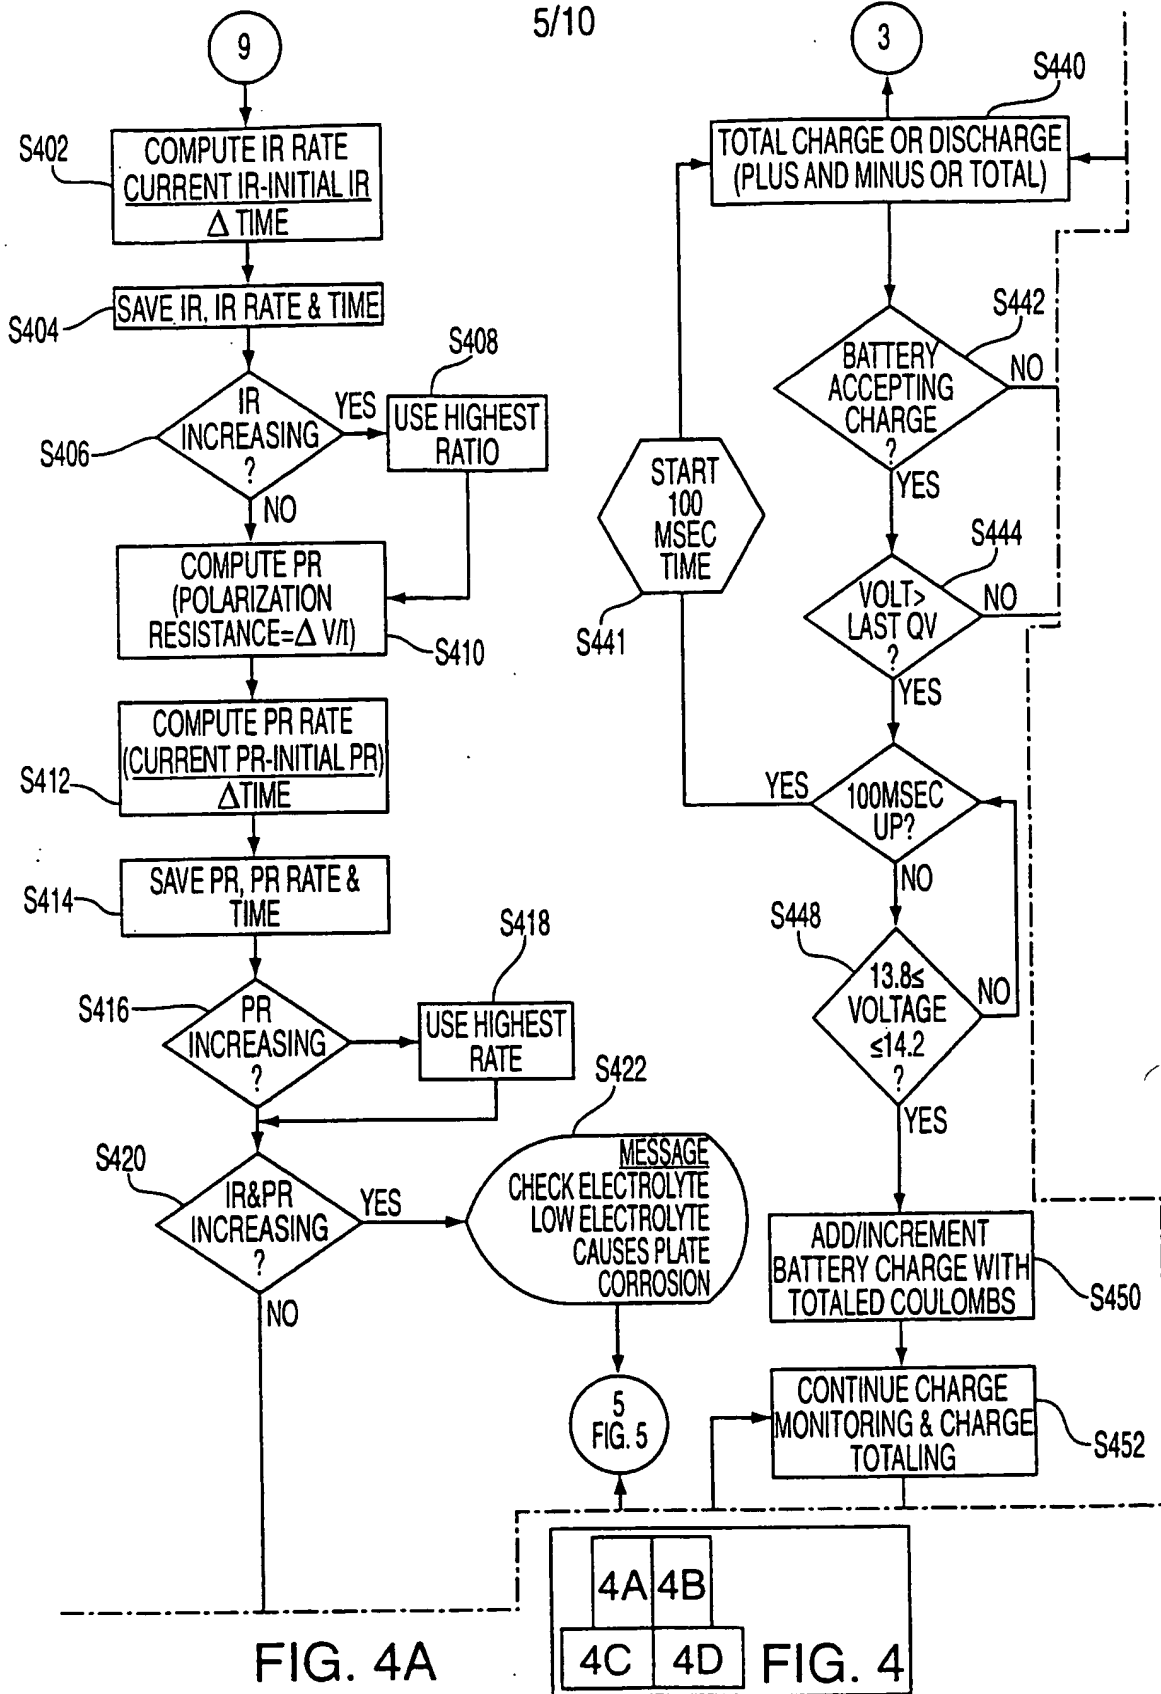 5/10
9
S402
COMPUTE IR RATE
CURRENT IR-INITIAL IR
Δ TIME
S404
SAVE IR, IR RATE & TIME
S406
IR
INCREASING
?
YES
NO
S408
USE HIGHEST
RATIO
COMPUTE PR
(POLARIZATION
RESISTANCE=Δ V/I)
S410
COMPUTE PR RATE
(CURRENT PR-INITIAL PR)
ΔTIME
S412
SAVE PR, PR RATE &
TIME
S414
S416
PR
INCREASING
?
S418
USE HIGHEST
RATE
S420
IR&PR
INCREASING
?
YES
NO
S422
MESSAGE
CHECK ELECTROLYTE
LOW ELECTROLYTE
CAUSES PLATE
CORROSION
5
FIG. 5
3
S440
TOTAL CHARGE OR DISCHARGE
(PLUS AND MINUS OR TOTAL)
S442
BATTERY
ACCEPTING
CHARGE
?
NO
YES
START
100
MSEC
TIME
S441
S444
VOLT>
LAST QV
?
NO
YES
100MSEC
UP?
YES
NO
S448
13.8≤
VOLTAGE
≤14.2
?
NO
YES
ADD/INCREMENT
BATTERY CHARGE WITH
TOTALED COULOMBS
S450
CONTINUE CHARGE
MONITORING & CHARGE
TOTALING
S452
4A 4B
4C 4D
FIG. 4A
FIG. 4